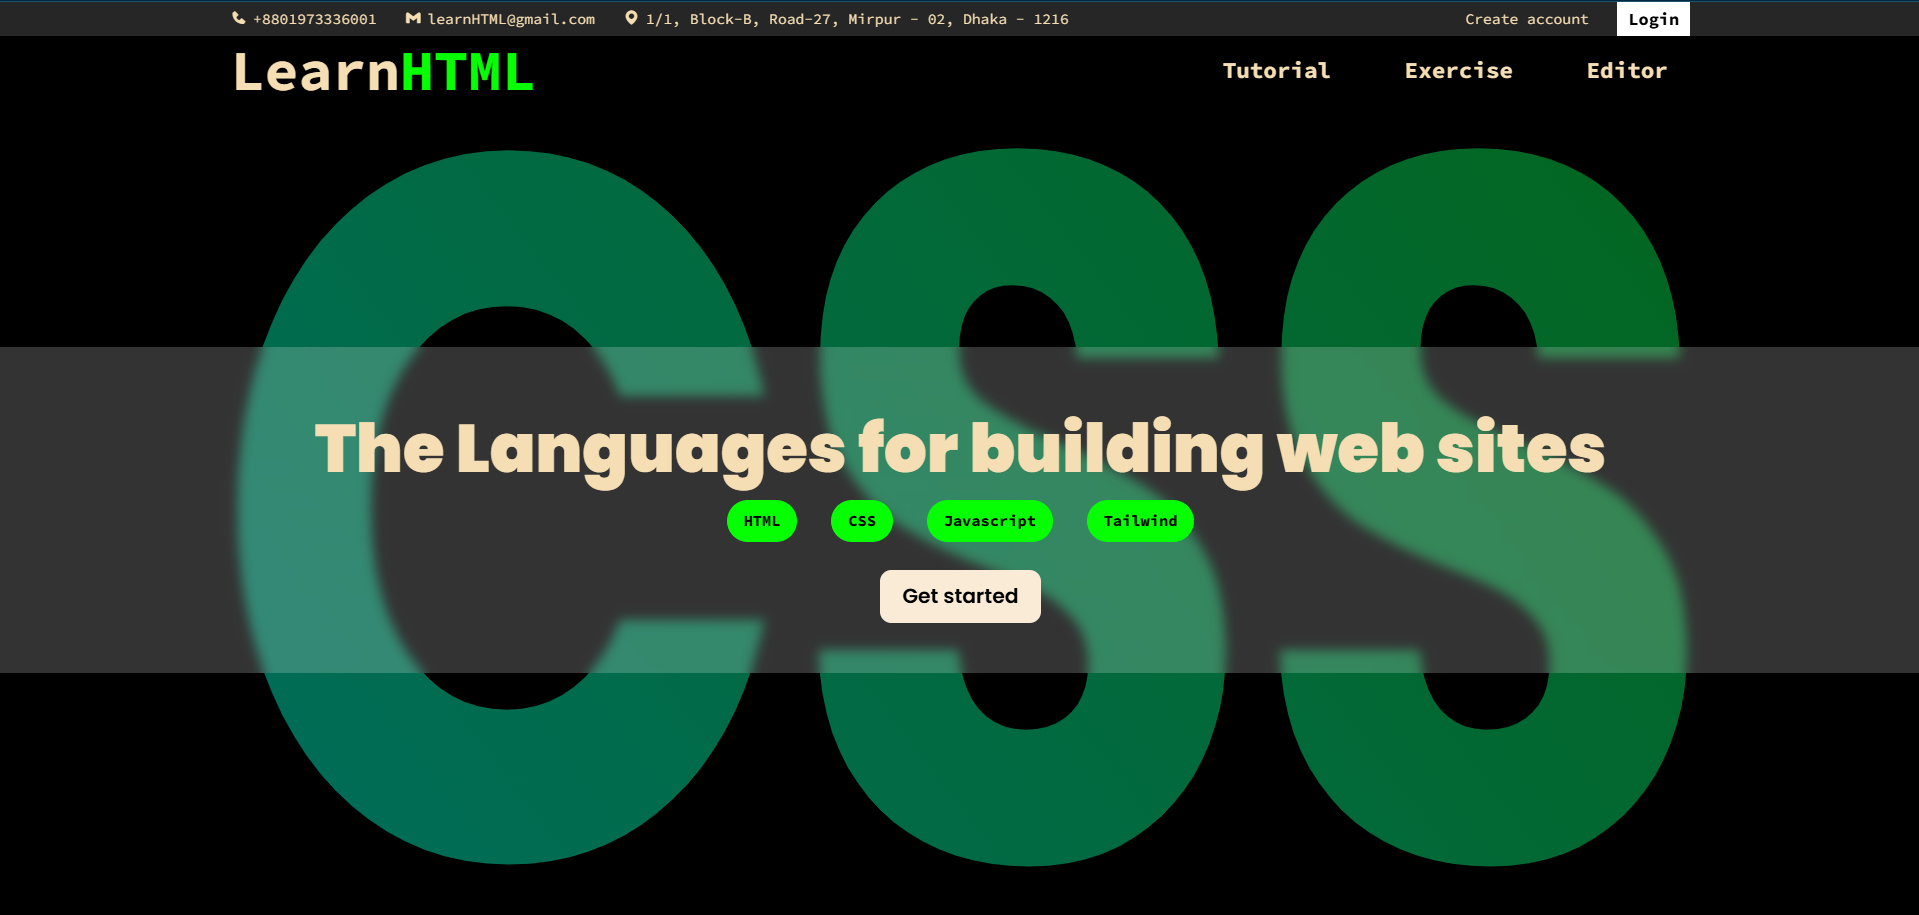 +8801973336001 learnHTML@gmail.com 1/1, Block-B, Road-27, Mirpur - 02, Dhaka - 1216 Create account Login
LearnHTML Tutorial Exercise Editor
CSS
The Languages for building web sites
HTML CSS Javascript Tailwind
Get started